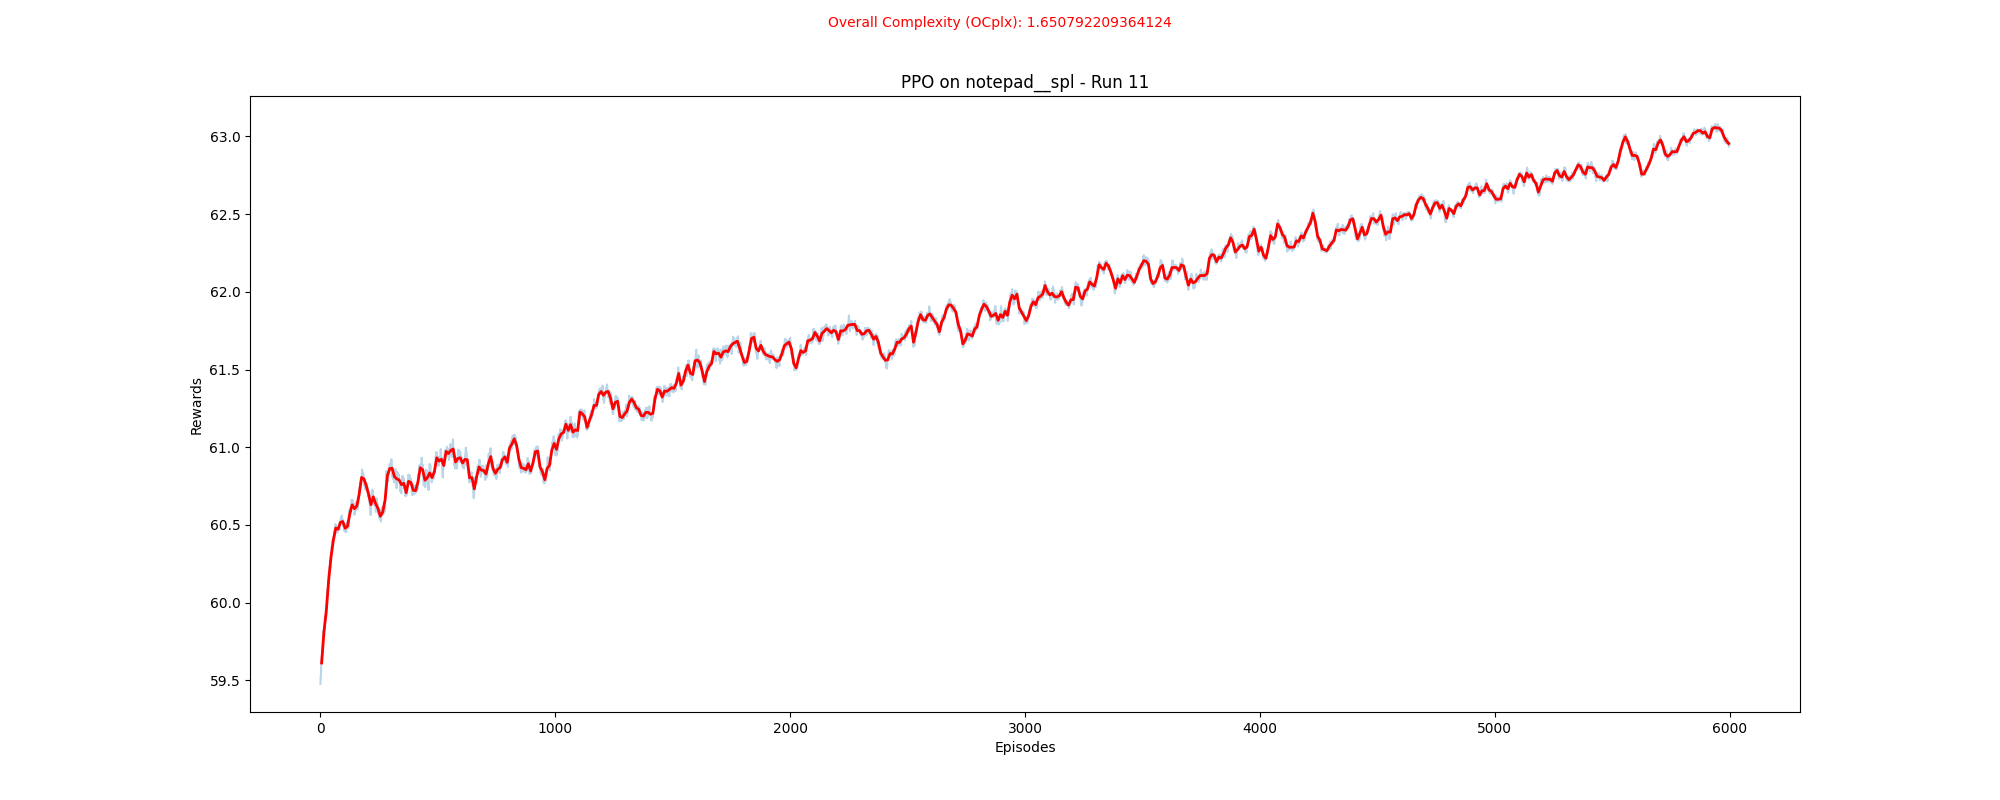 Overall Complexity (OCplx): 1.650792209364124
PPO on notepad__spl - Run 11
63.0
62.5
62.0
61.5
61.0
60.5
60.0
59.5
Rewards
0 1000 2000 3000 4000 5000 6000
Episodes